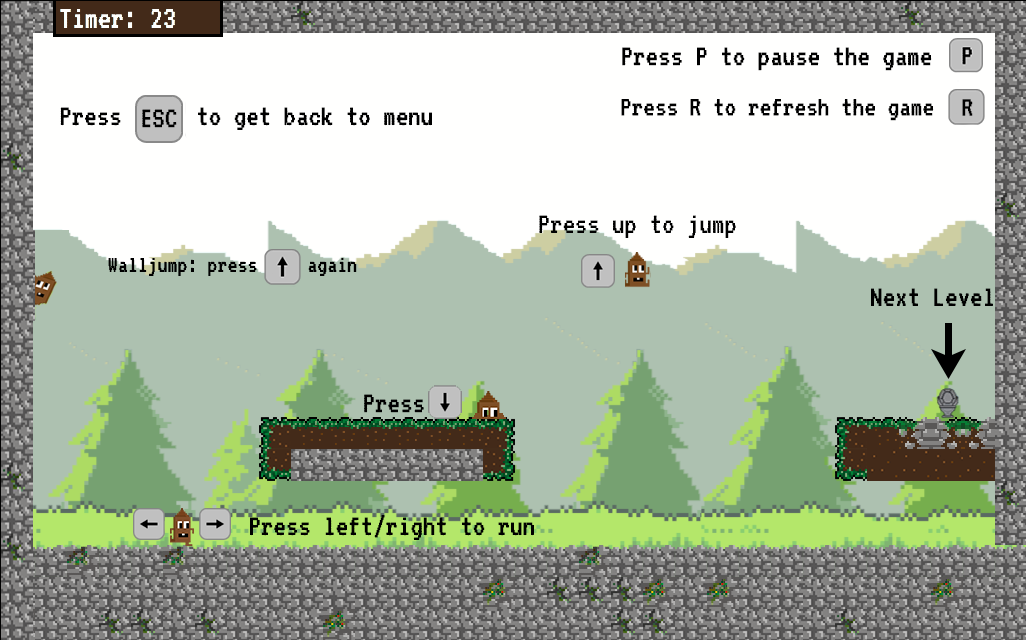 Timer: 23
Press P to pause the game P
Press R to refresh the game R
Press ESC to get back to menu
Press up to jump
↑
Walljump: press ↑ again
Next Level
Press ↓
← → Press left/right to run